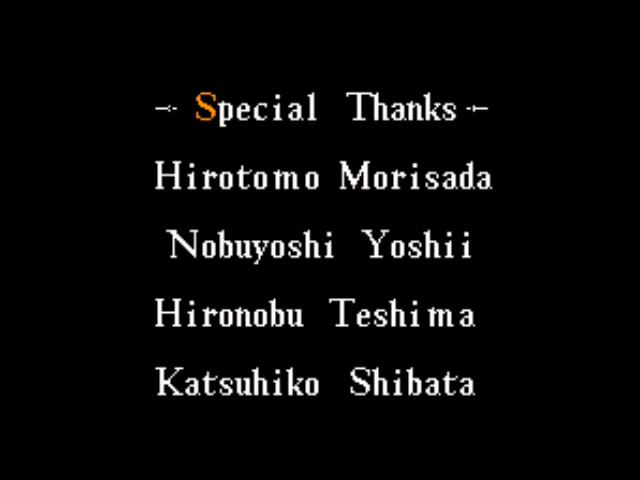 Special Thanks
Hirotomo Morisada
Nobuyoshi Yoshii
Hironobu Teshima
Katsuhiko Shibata